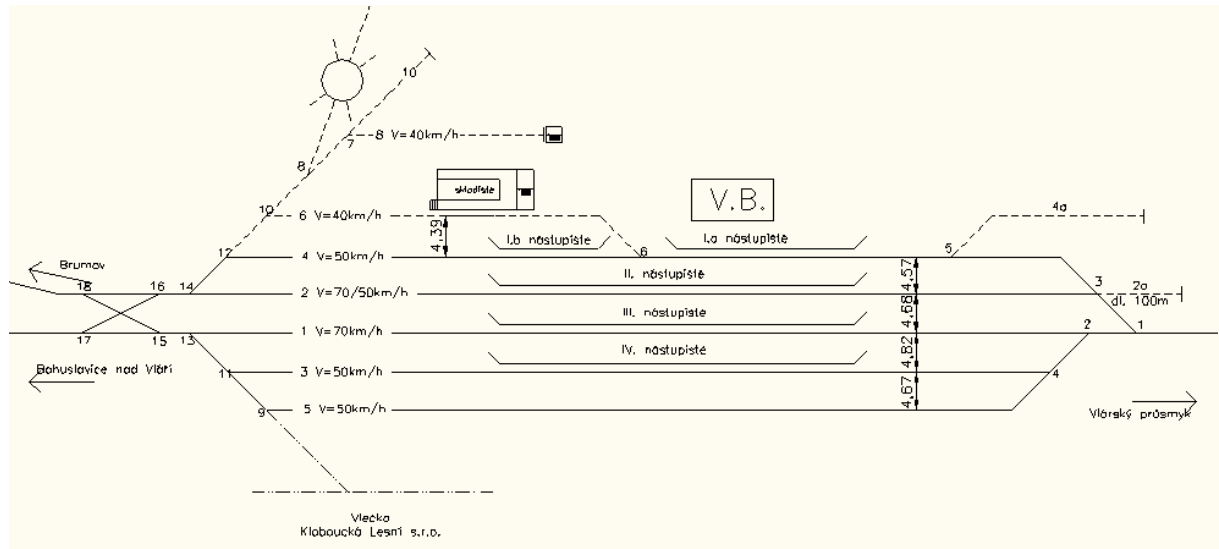 10
8 V=40km/h
7
8
skladiště
V.B.
4a
10
6 V=40km/h
4,39
I.b nástupiště
I.a nástupiště
12
4 V=50km/h
6
5
Brumov
II. nástupiště
4,57
18
16
14
2 V=70/50km/h
3
2a
dl. 100m
III. nástupiště
4,68
17
15
13
1 V=70km/h
2
1
Bohuslavice nad Vláří
IV. nástupiště
4,82
11
3 V=50km/h
4
9
5 V=50km/h
4,67
Vlárský průsmyk
Vlečka
Kloboucká Lesní s.r.o.